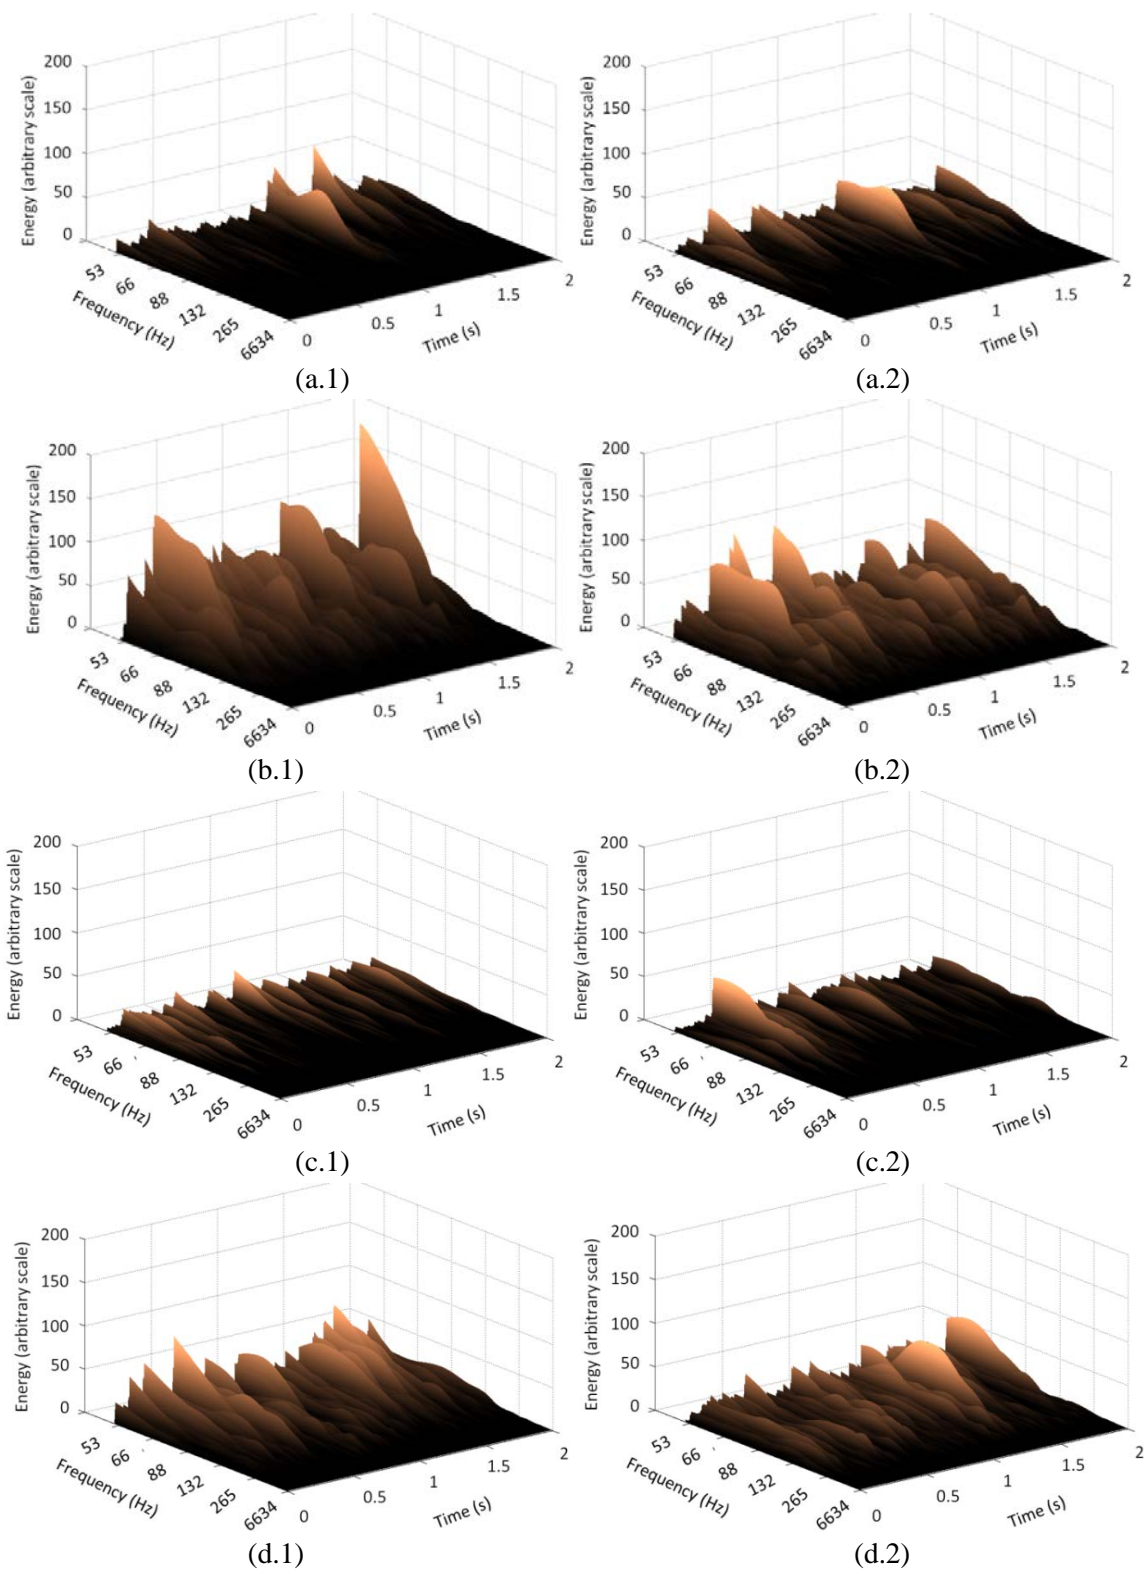 200 200
150 150
Energy (arbitrary scale) 100 Energy (arbitrary scale) 100
50 50
0 0
53 53
66 66
88 2 88 2
132 1.5 132 1.5
265 1 265 1
6634 0.5 6634 0.5
0 0
Frequency (Hz) Time (s) Frequency (Hz) Time (s)
(a.1) (a.2)
200 200
150 150
Energy (arbitrary scale) 100 Energy (arbitrary scale) 100
50 50
0 0
53 53
66 66
88 2 88 2
132 1.5 132 1.5
265 1 265 1
6634 0.5 6634 0.5
0 0
Frequency (Hz) Time (s) Frequency (Hz) Time (s)
(b.1) (b.2)
200 200
150 150
Energy (arbitrary scale) 100 Energy (arbitrary scale) 100
50 50
0 0
53 53
66 66
88 2 88 2
132 1.5 132 1.5
265 1 265 1
6634 0.5 6634 0.5
0 0
Frequency (Hz) Time (s) Frequency (Hz) Time (s)
(c.1) (c.2)
200 200
150 150
Energy (arbitrary scale) 100 Energy (arbitrary scale) 100
50 50
0 0
53 53
66 66
88 2 88 2
132 1.5 132 1.5
265 1 265 1
6634 0.5 6634 0.5
0 0
Frequency (Hz) Time (s) Frequency (Hz) Time (s)
(d.1) (d.2)